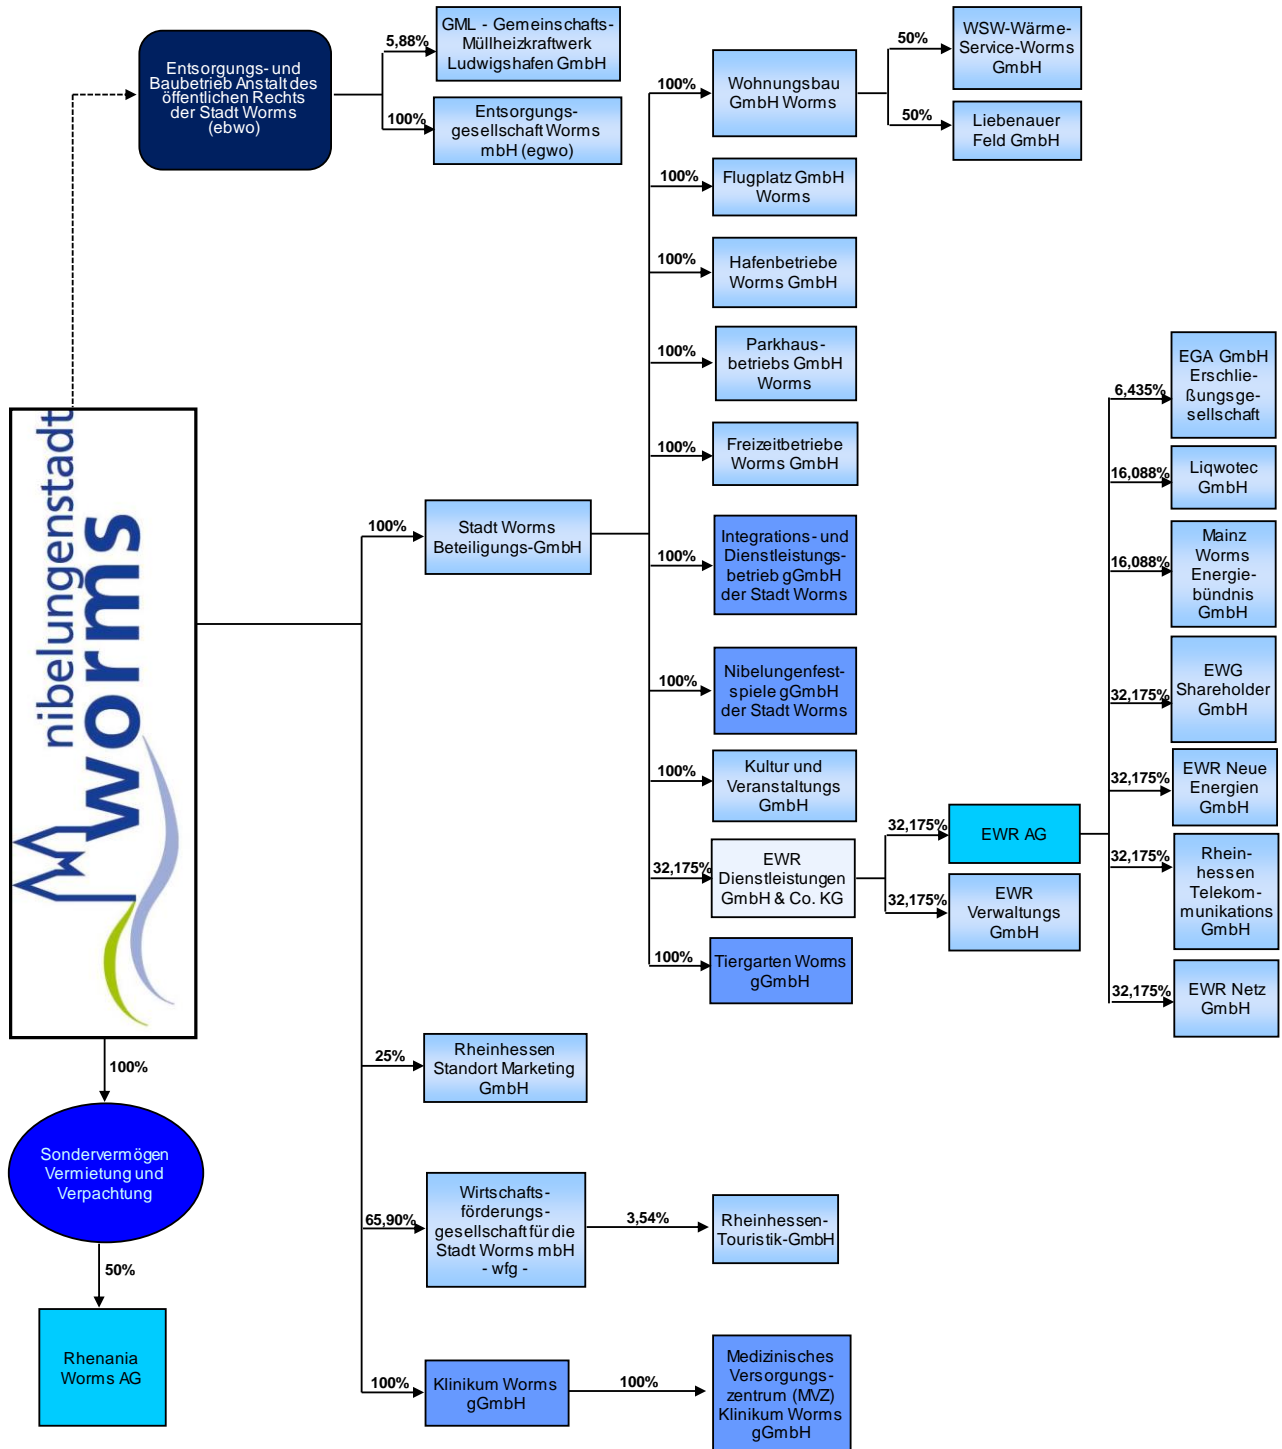 GML - Gemeinschafts-
Müllheizkraftwerk
Ludwigshafen GmbH
5,88%
Entsorgungs- und
Baubetrieb Anstalt des
öffentlichen Rechts
der Stadt Worms
(ebwo)
100%
Entsorgungs-
gesellschaft Worms
mbH (egwo)
100%
Wohnungsbau
GmbH Worms
50%
WSW-Wärme-
Service-Worms
GmbH
50%
Liebenauer
Feld GmbH
100%
Flugplatz GmbH
Worms
100%
Hafenbetriebe
Worms GmbH
100%
Parkhaus-
betriebs GmbH
Worms
100%
Freizeitbetriebe
Worms GmbH
nibelungenstadt
worms
100%
Stadt Worms
Beteiligungs-GmbH
100%
Integrations- und
Dienstleistungs-
betrieb gGmbH
der Stadt Worms
100%
Nibelungenfest-
spiele gGmbH
der Stadt Worms
100%
Kultur und
Veranstaltungs
GmbH
32,175%
EWR
Dienstleistungen
GmbH & Co. KG
32,175%
EWR AG
32,175%
EWR
Verwaltungs
GmbH
100%
Tiergarten Worms
gGmbH
6,435%
EGA GmbH
Erschlie-
ßungsge-
sellschaft
16,088%
Liqwotec
GmbH
16,088%
Mainz
Worms
Energie-
bündnis
GmbH
32,175%
EWG
Shareholder
GmbH
32,175%
EWR Neue
Energien
GmbH
32,175%
Rhein-
hessen
Telekom-
munikations
GmbH
32,175%
EWR Netz
GmbH
25%
Rheinhessen
Standort Marketing
GmbH
100%
Sondervermögen
Vermietung und
Verpachtung
65,90%
Wirtschafts-
förderungs-
gesellschaft für die
Stadt Worms mbH
- wfg -
3,54%
Rheinhessen-
Touristik-GmbH
50%
Rhenania
Worms AG
100%
Klinikum Worms
gGmbH
100%
Medizinisches
Versorgungs-
zentrum (MVZ)
Klinikum Worms
gGmbH